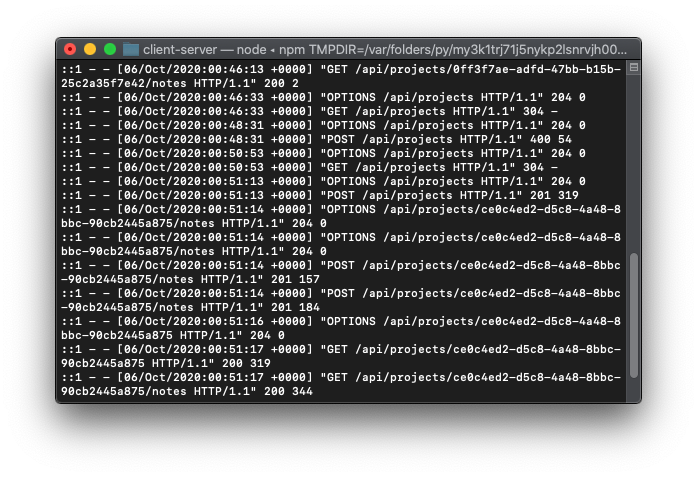 client-server — node ◂ npm TMPDIR=/var/folders/py/my3k1trj71j5nykp2lsnrvjh00...
::1 - - [06/Oct/2020:00:46:13 +0000] "GET /api/projects/0ff3f7ae-adfd-47bb-b15b-
25c2a35f7e42/notes HTTP/1.1" 200 2
::1 - - [06/Oct/2020:00:46:33 +0000] "OPTIONS /api/projects HTTP/1.1" 204 0
::1 - - [06/Oct/2020:00:46:33 +0000] "GET /api/projects HTTP/1.1" 304 -
::1 - - [06/Oct/2020:00:48:31 +0000] "OPTIONS /api/projects HTTP/1.1" 204 0
::1 - - [06/Oct/2020:00:48:31 +0000] "POST /api/projects HTTP/1.1" 400 54
::1 - - [06/Oct/2020:00:50:53 +0000] "OPTIONS /api/projects HTTP/1.1" 204 0
::1 - - [06/Oct/2020:00:50:53 +0000] "GET /api/projects HTTP/1.1" 304 -
::1 - - [06/Oct/2020:00:51:13 +0000] "OPTIONS /api/projects HTTP/1.1" 204 0
::1 - - [06/Oct/2020:00:51:13 +0000] "POST /api/projects HTTP/1.1" 201 319
::1 - - [06/Oct/2020:00:51:14 +0000] "OPTIONS /api/projects/ce0c4ed2-d5c8-4a48-8
bbc-90cb2445a875/notes HTTP/1.1" 204 0
::1 - - [06/Oct/2020:00:51:14 +0000] "OPTIONS /api/projects/ce0c4ed2-d5c8-4a48-8
bbc-90cb2445a875/notes HTTP/1.1" 204 0
::1 - - [06/Oct/2020:00:51:14 +0000] "POST /api/projects/ce0c4ed2-d5c8-4a48-8bbc
-90cb2445a875/notes HTTP/1.1" 201 157
::1 - - [06/Oct/2020:00:51:14 +0000] "POST /api/projects/ce0c4ed2-d5c8-4a48-8bbc
-90cb2445a875/notes HTTP/1.1" 201 184
::1 - - [06/Oct/2020:00:51:16 +0000] "OPTIONS /api/projects/ce0c4ed2-d5c8-4a48-8
bbc-90cb2445a875 HTTP/1.1" 204 0
::1 - - [06/Oct/2020:00:51:17 +0000] "GET /api/projects/ce0c4ed2-d5c8-4a48-8bbc-
90cb2445a875 HTTP/1.1" 200 319
::1 - - [06/Oct/2020:00:51:17 +0000] "GET /api/projects/ce0c4ed2-d5c8-4a48-8bbc-
90cb2445a875/notes HTTP/1.1" 200 344